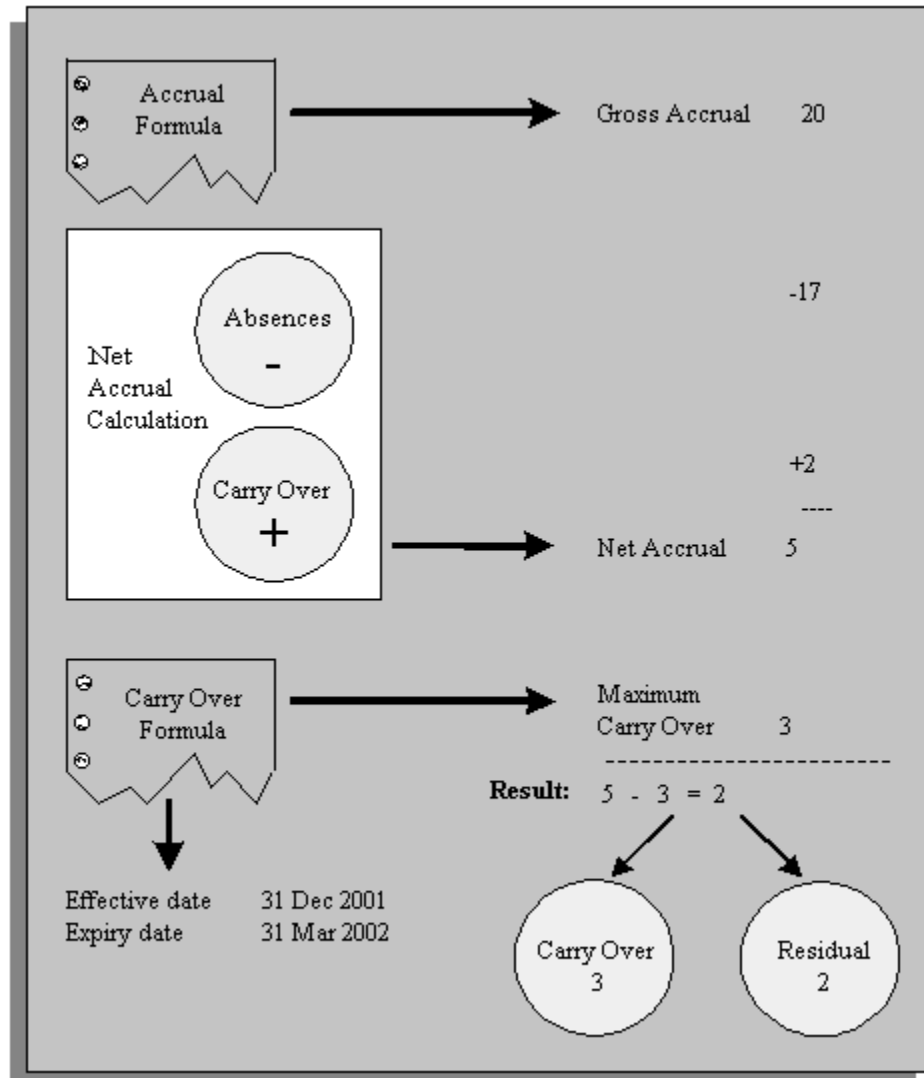 Accrual
Formula
Gross Accrual 20
Absences
-
-17
Net
Accrual
Calculation
Carry Over
+
+2
----
Net Accrual 5
Carry Over
Formula
Maximum
Carry Over 3
--------------------------
Result: 5 - 3 = 2
Effective date 31 Dec 2001
Expiry date 31 Mar 2002
Carry Over
3
Residual
2